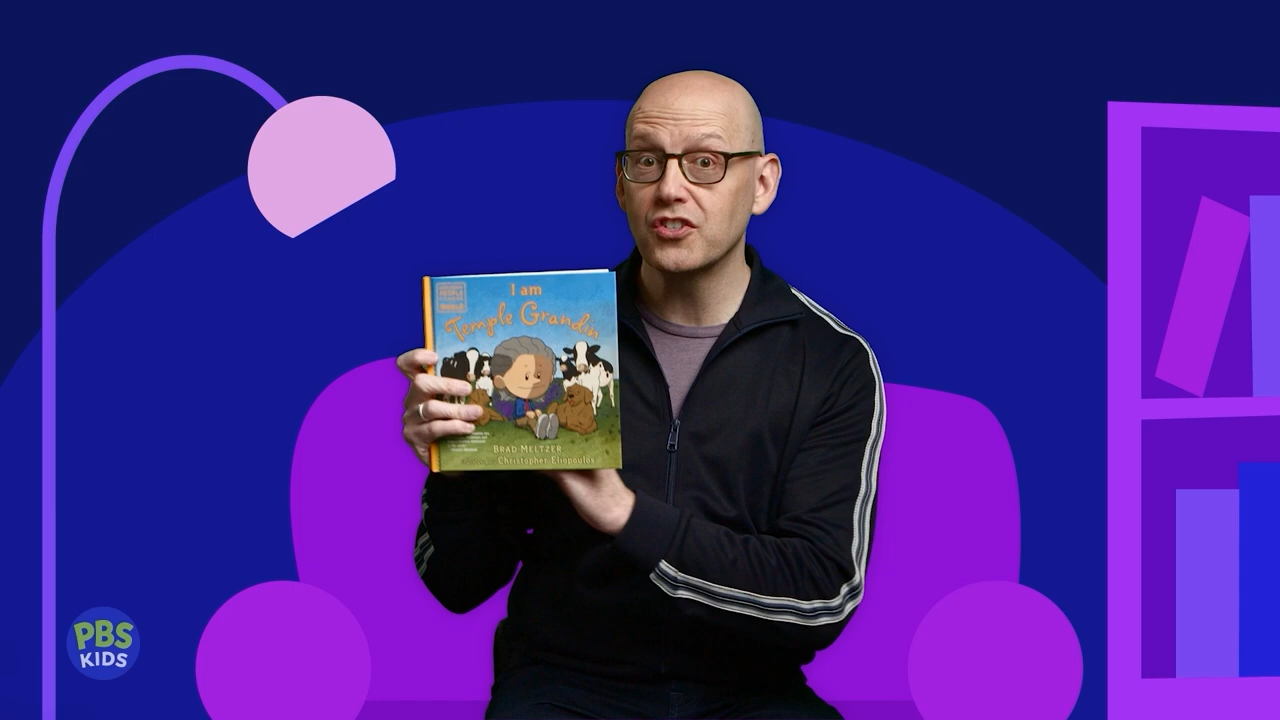 I am
Temple Grandin
BRAD MELTZER
Christopher Eliopoulos
PBS
KIDS